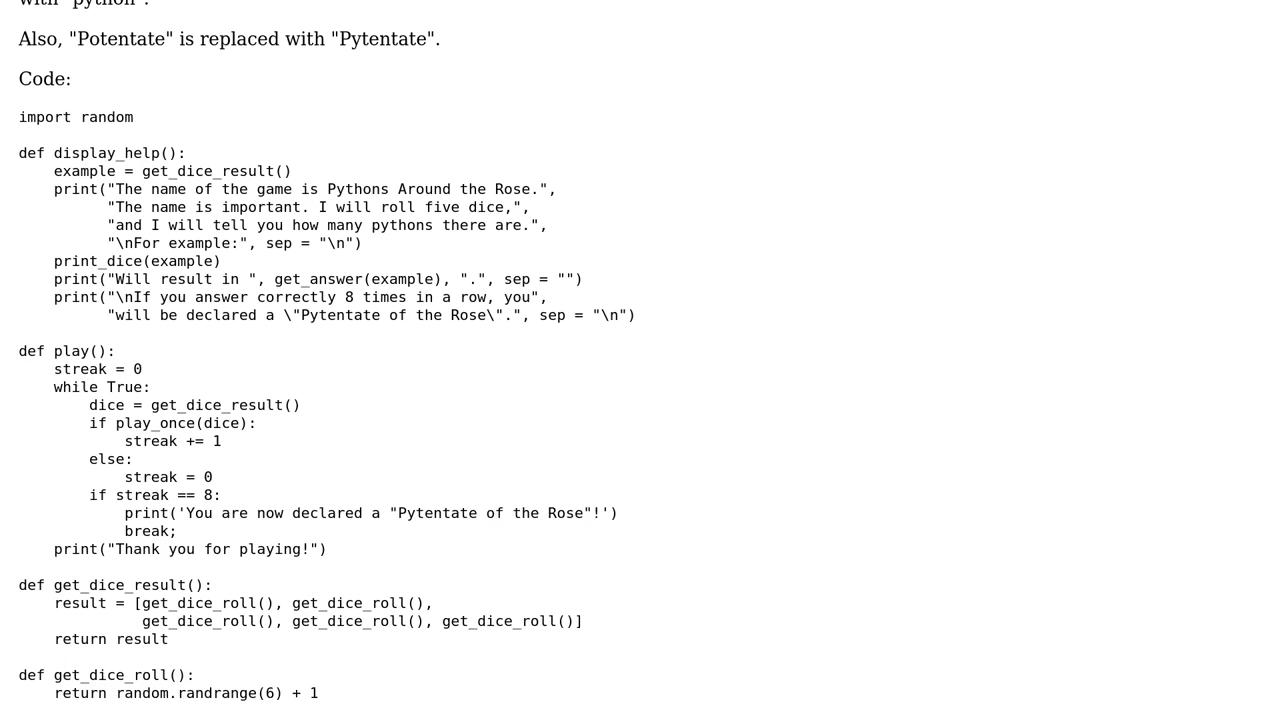 with "python".
Also, "Potentate" is replaced with "Pytentate".
Code:
import random
def display_help():
    example = get_dice_result()
    print("The name of the game is Pythons Around the Rose.",
          "The name is important. I will roll five dice,",
          "and I will tell you how many pythons there are.",
          "\nFor example:", sep = "\n")
    print_dice(example)
    print("Will result in ", get_answer(example), ".", sep = "")
    print("\nIf you answer correctly 8 times in a row, you",
          "will be declared a \"Pytentate of the Rose\".", sep = "\n")
def play():
    streak = 0
    while True:
        dice = get_dice_result()
        if play_once(dice):
            streak += 1
        else:
            streak = 0
        if streak == 8:
            print('You are now declared a "Pytentate of the Rose"!')
            break;
    print("Thank you for playing!")
def get_dice_result():
    result = [get_dice_roll(), get_dice_roll(),
              get_dice_roll(), get_dice_roll(), get_dice_roll()]
    return result
def get_dice_roll():
    return random.randrange(6) + 1